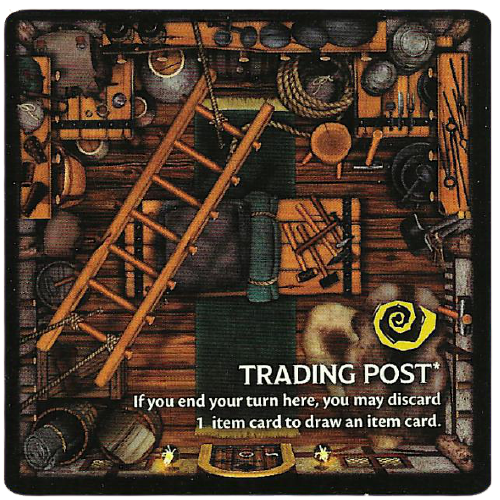 TRADING POST*
If you end your turn here, you may discard
1 item card to draw an item card.